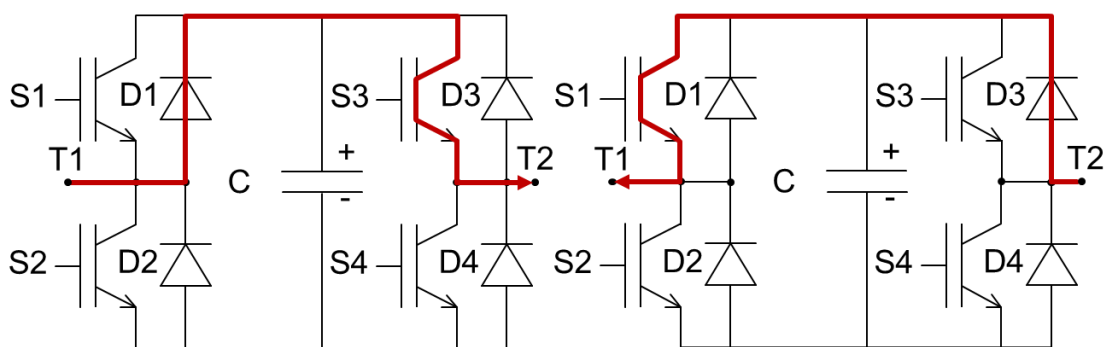 S1 D1 S3 D3 S1 D1 S3 D3
T1 + T2 T1 + T2
C - C -
S2 D2 S4 D4 S2 D2 S4 D4